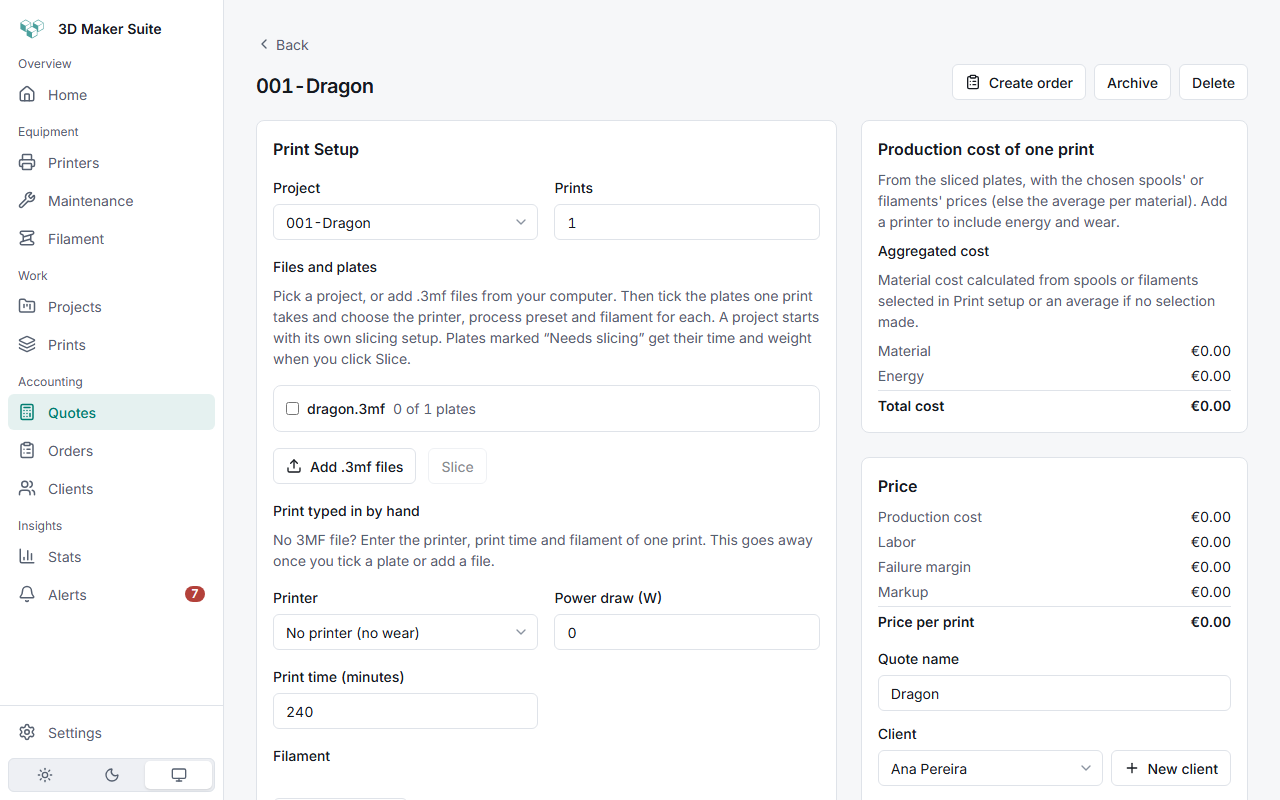 3D Maker Suite
Overview
Home
Equipment
Printers
Maintenance
Filament
Work
Projects
Prints
Accounting
Quotes
Orders
Clients
Insights
Stats
Alerts
7
Settings
Back
001-Dragon
Create order
Archive
Delete
Print Setup
Project
Prints
001-Dragon
1
Files and plates
Pick a project, or add .3mf files from your computer. Then tick the plates one print
takes and choose the printer, process preset and filament for each. A project starts
with its own slicing setup. Plates marked “Needs slicing” get their time and weight
when you click Slice.
dragon.3mf 0 of 1 plates
Add .3mf files
Slice
Print typed in by hand
No 3MF file? Enter the printer, print time and filament of one print. This goes away
once you tick a plate or add a file.
Printer
Power draw (W)
No printer (no wear)
0
Print time (minutes)
240
Filament
Production cost of one print
From the sliced plates, with the chosen spools' or
filaments' prices (else the average per material). Add
a printer to include energy and wear.
Aggregated cost
Material cost calculated from spools or filaments
selected in Print setup or an average if no selection
made.
Material €0.00
Energy €0.00
Total cost €0.00
Price
Production cost €0.00
Labor €0.00
Failure margin €0.00
Markup €0.00
Price per print €0.00
Quote name
Dragon
Client
Ana Pereira
New client